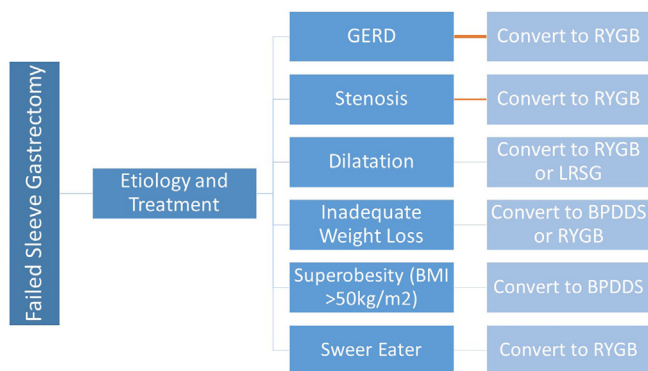 Failed Sleeve Gastrectomy
Etiology and
Treatment
GERD
Convert to RYGB
Stenosis
Convert to RYGB
Dilatation
Convert to RYGB
or LRSG
Inadequate
Weight Loss
Convert to BPDDS
or RYGB
Superobesity (BMI
>50kg/m2)
Convert to BPDDS
Sweer Eater
Convert to RYGB